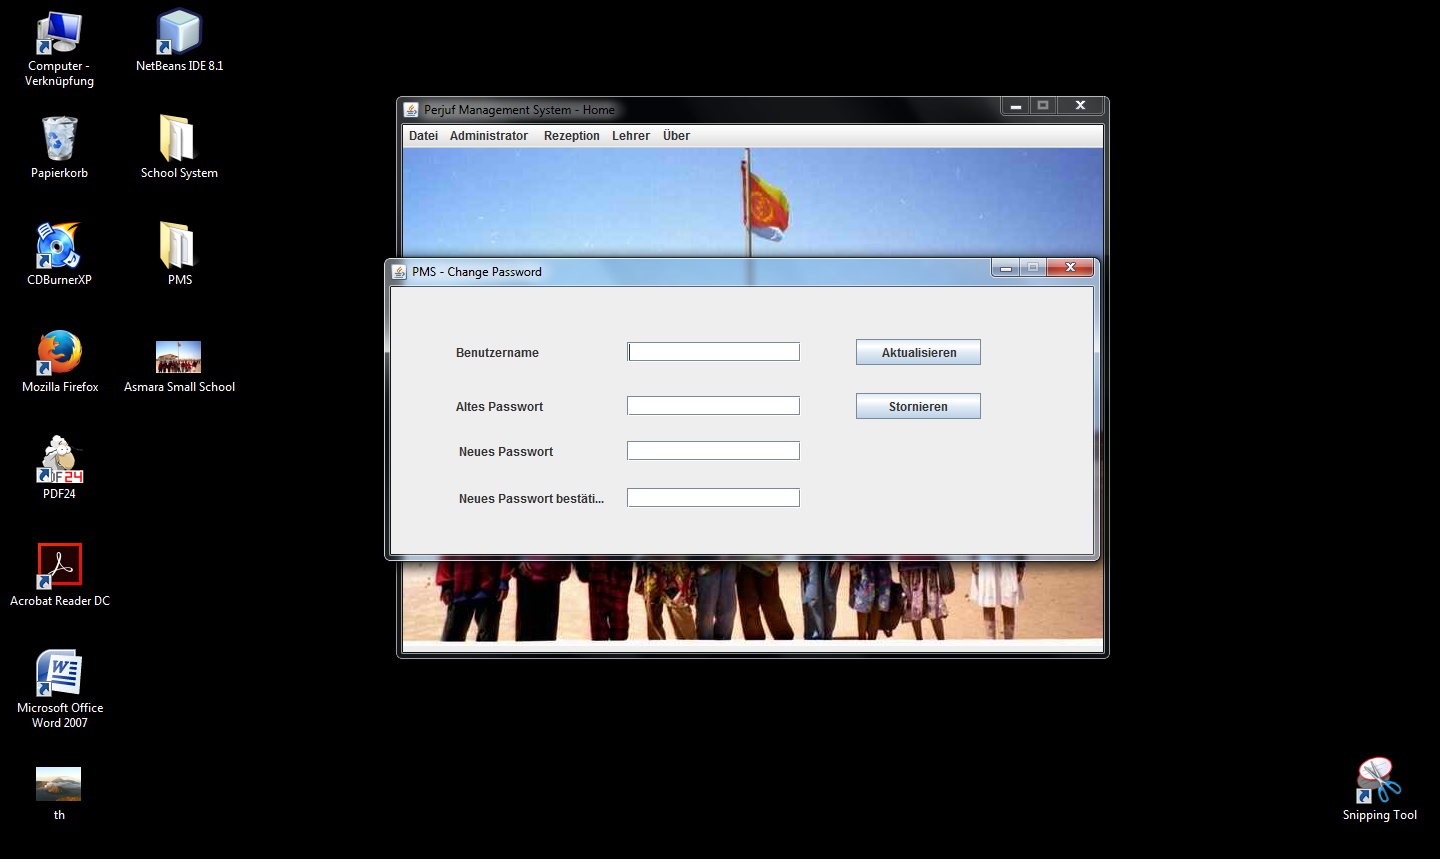 Computer -
Verknüpfung
NetBeans IDE 8.1
Papierkorb
School System
CDBurnerXP
PMS
Mozilla Firefox
Asmara Small School
PDF24
Acrobat Reader DC
Microsoft Office
Word 2007
th
Perjuf Management System - Home
Datei Administrator Rezeption Lehrer Über
PMS - Change Password
Benutzername
Aktualisieren
Altes Passwort
Stornieren
Neues Passwort
Neues Passwort bestäti...
Snipping Tool